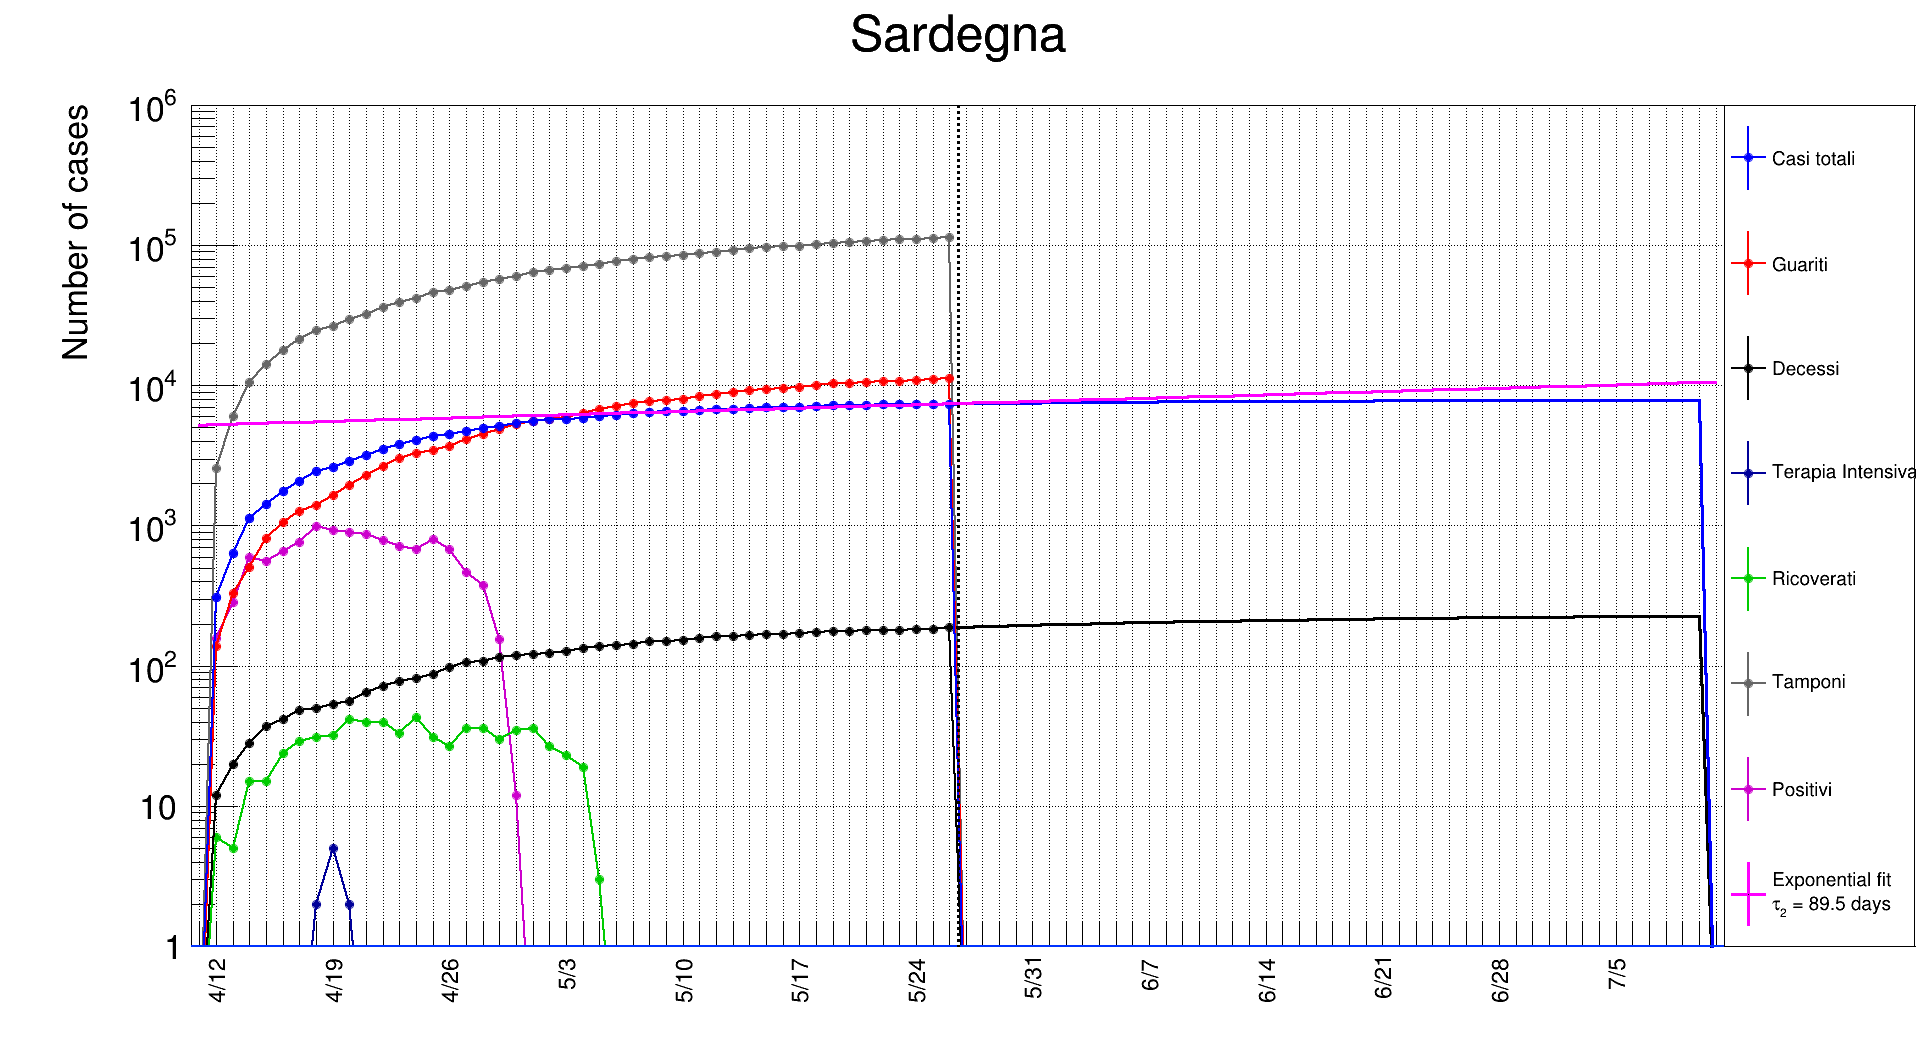 Sardegna
Number of cases
10^6
10^5
10^4
10^3
10^2
10
1
4/12
4/19
4/26
5/3
5/10
5/17
5/24
5/31
6/7
6/14
6/21
6/28
7/5
Casi totali
Guariti
Decessi
Terapia Intensiva
Ricoverati
Tamponi
Positivi
Exponential fit
τ_2 = 89.5 days